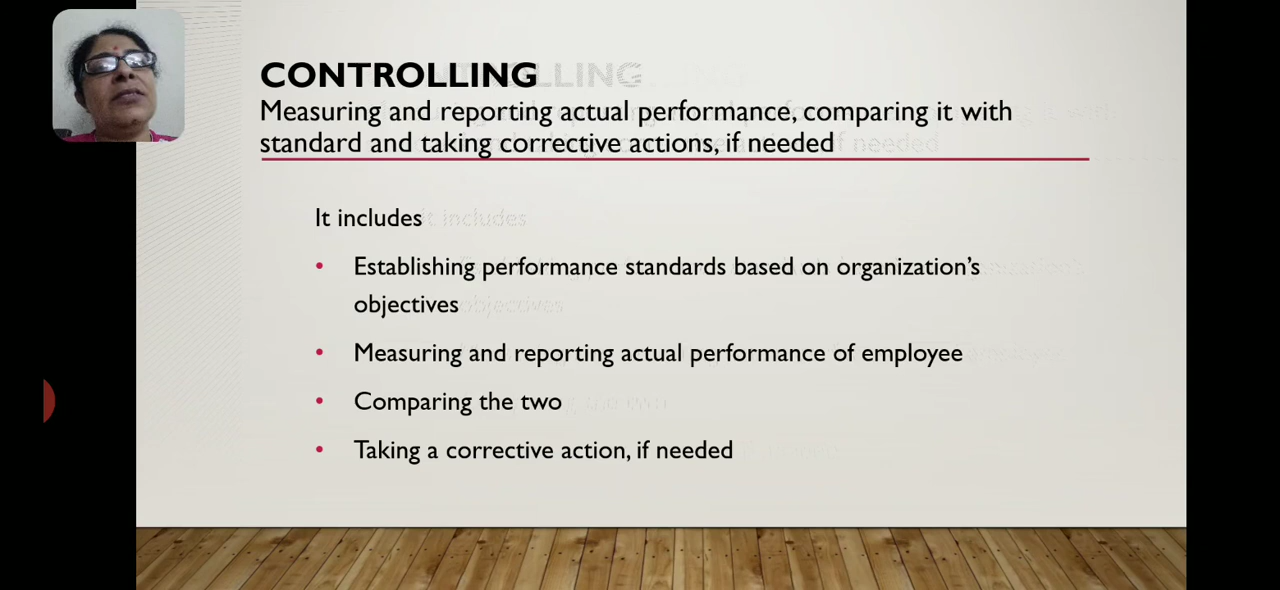 CONTROLLING
Measuring and reporting actual performance, comparing it with
standard and taking corrective actions, if needed
It includes
• Establishing performance standards based on organization's
objectives
• Measuring and reporting actual performance of employee
• Comparing the two
• Taking a corrective action, if needed